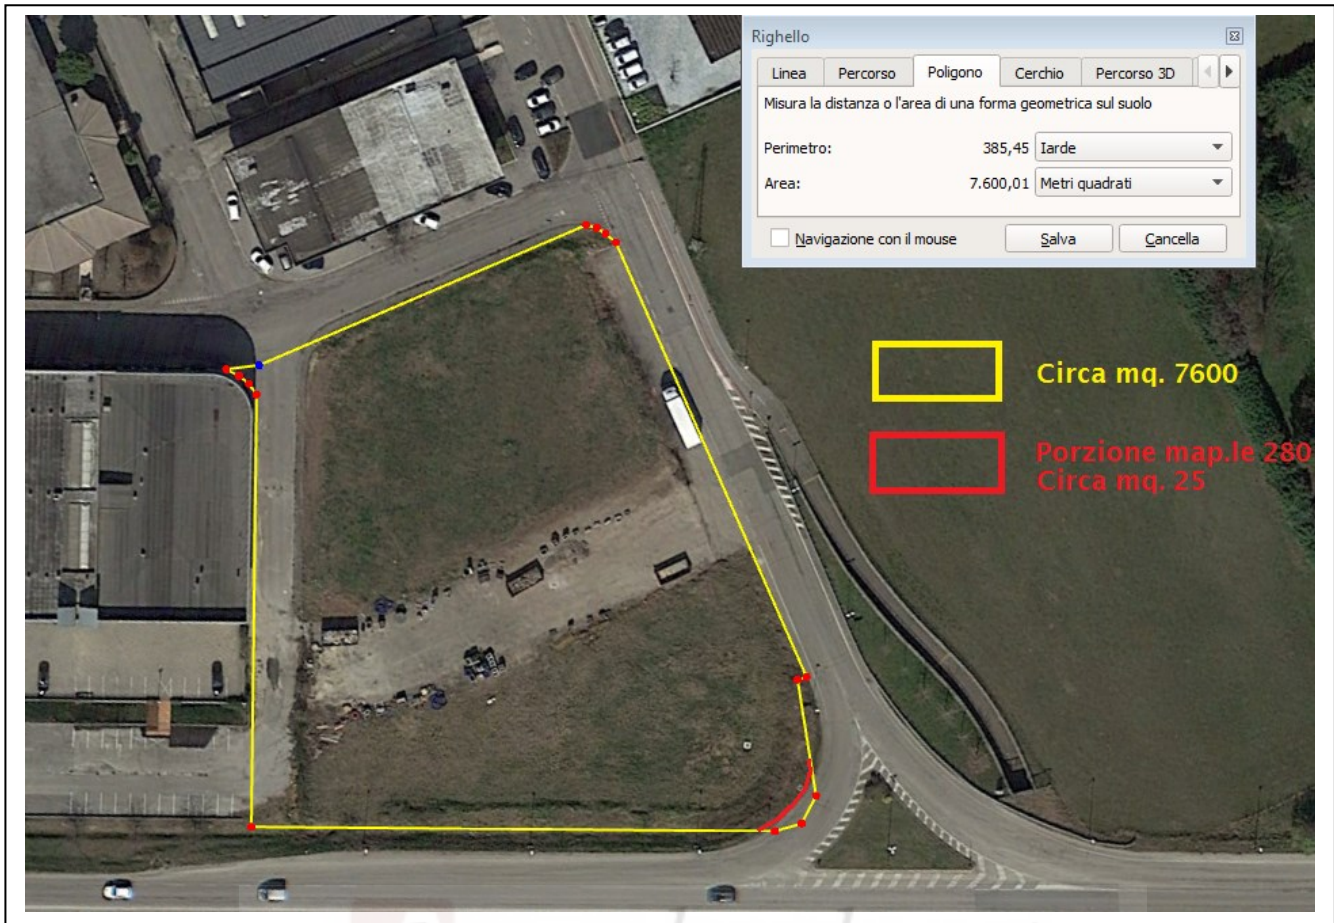 Righello
Linea Percorso Poligono Cerchio Percorso 3D
Misura la distanza o l'area di una forma geometrica sul suolo
Perimetro: 385,45 Iarde
Area: 7.600,01 Metri quadrati
Navigazione con il mouse Salva Cancella
Circa mq. 7600
Porzione map.le 280
Circa mq. 25